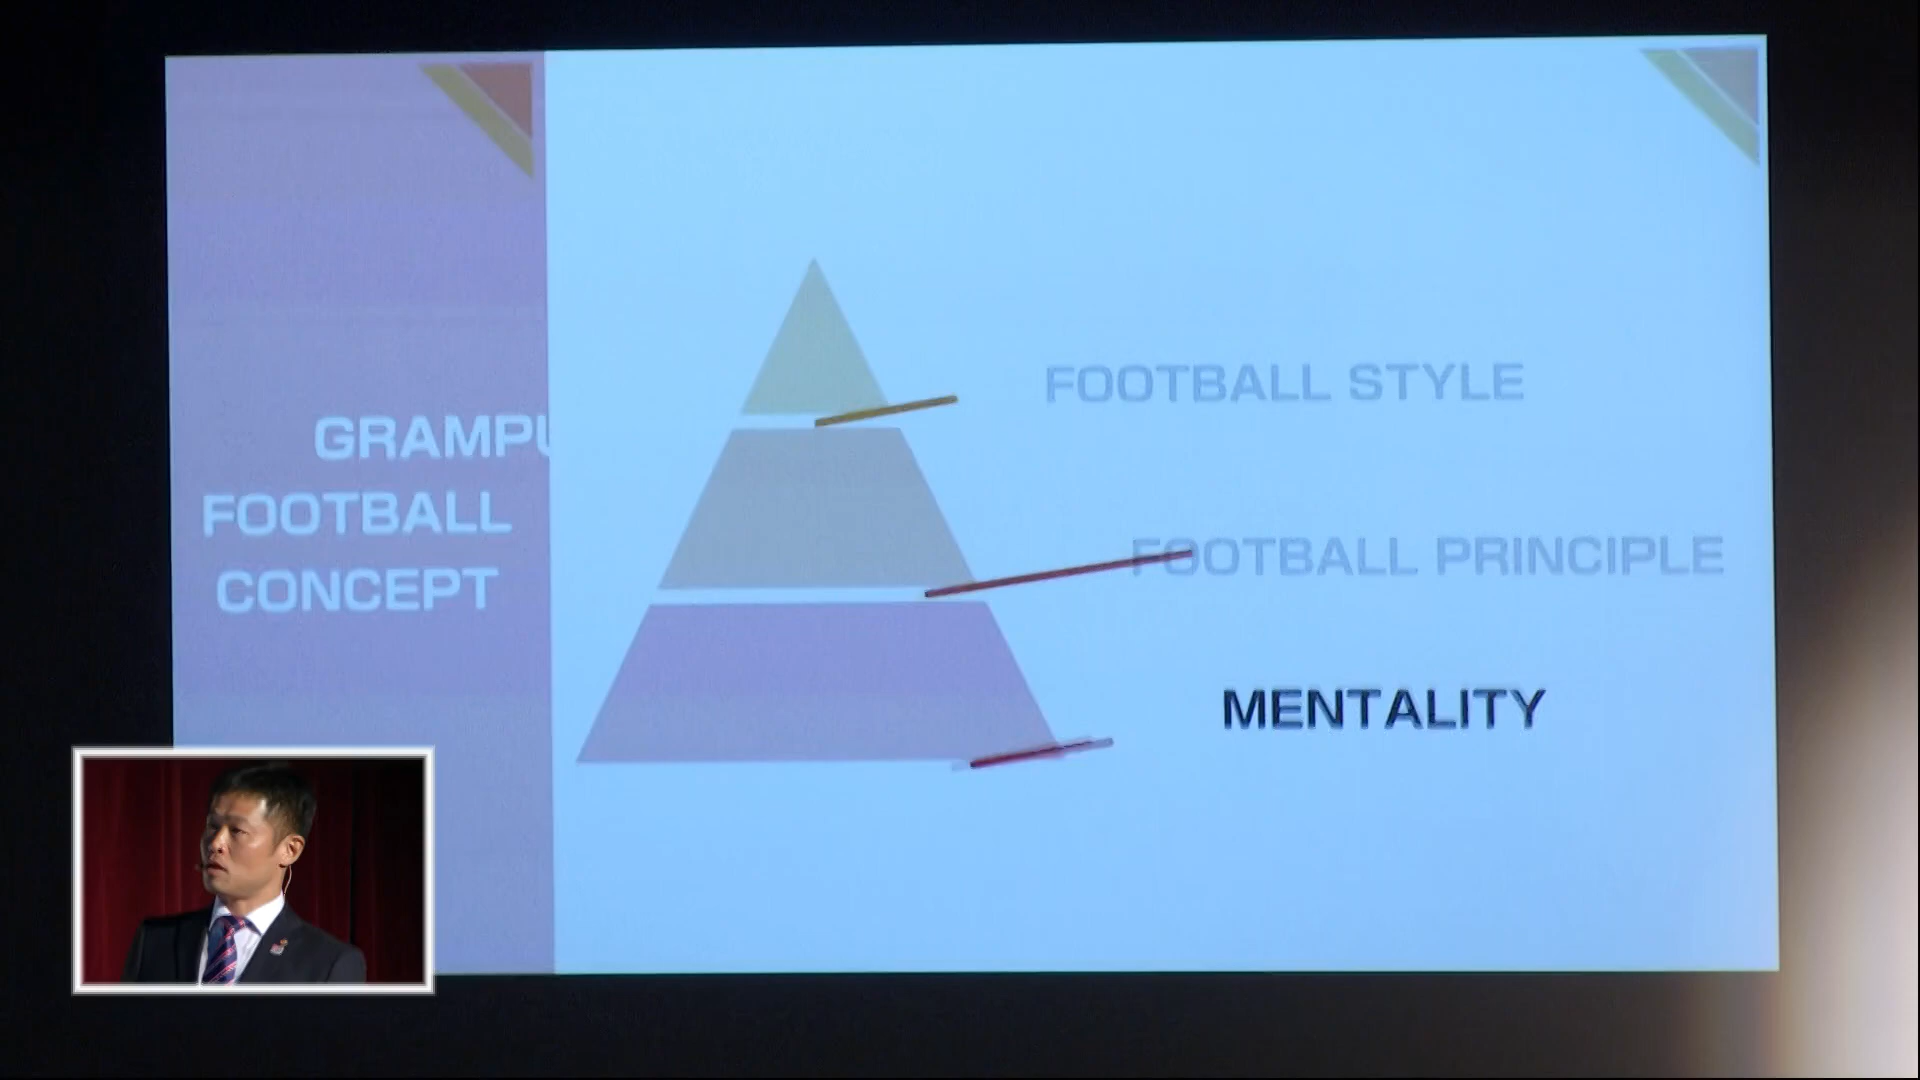 GRAMPU
FOOTBALL
CONCEPT
FOOTBALL STYLE
FOOTBALL PRINCIPLE
MENTALITY